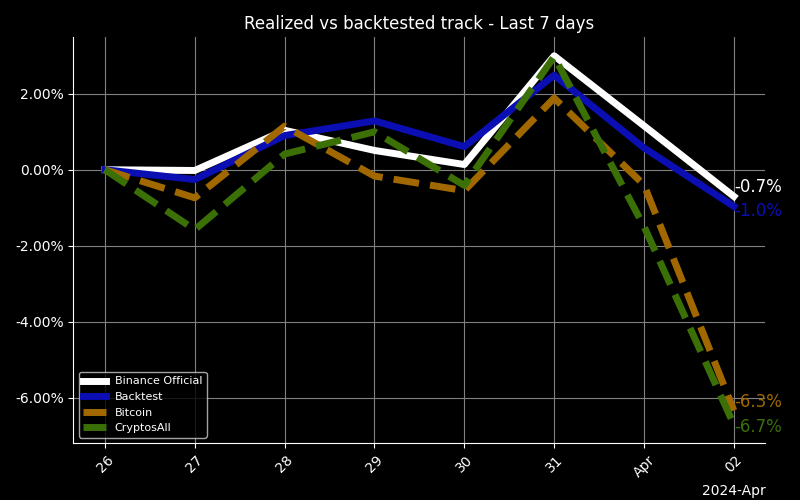 Realized vs backtested track - Last 7 days
2.00%
0.00%
-2.00%
-4.00%
-6.00%
-0.7%
-1.0%
-6.3%
-6.7%
Binance Official
Backtest
Bitcoin
CryptosAll
26 27 28 29 30 31 Apr 02
2024-Apr